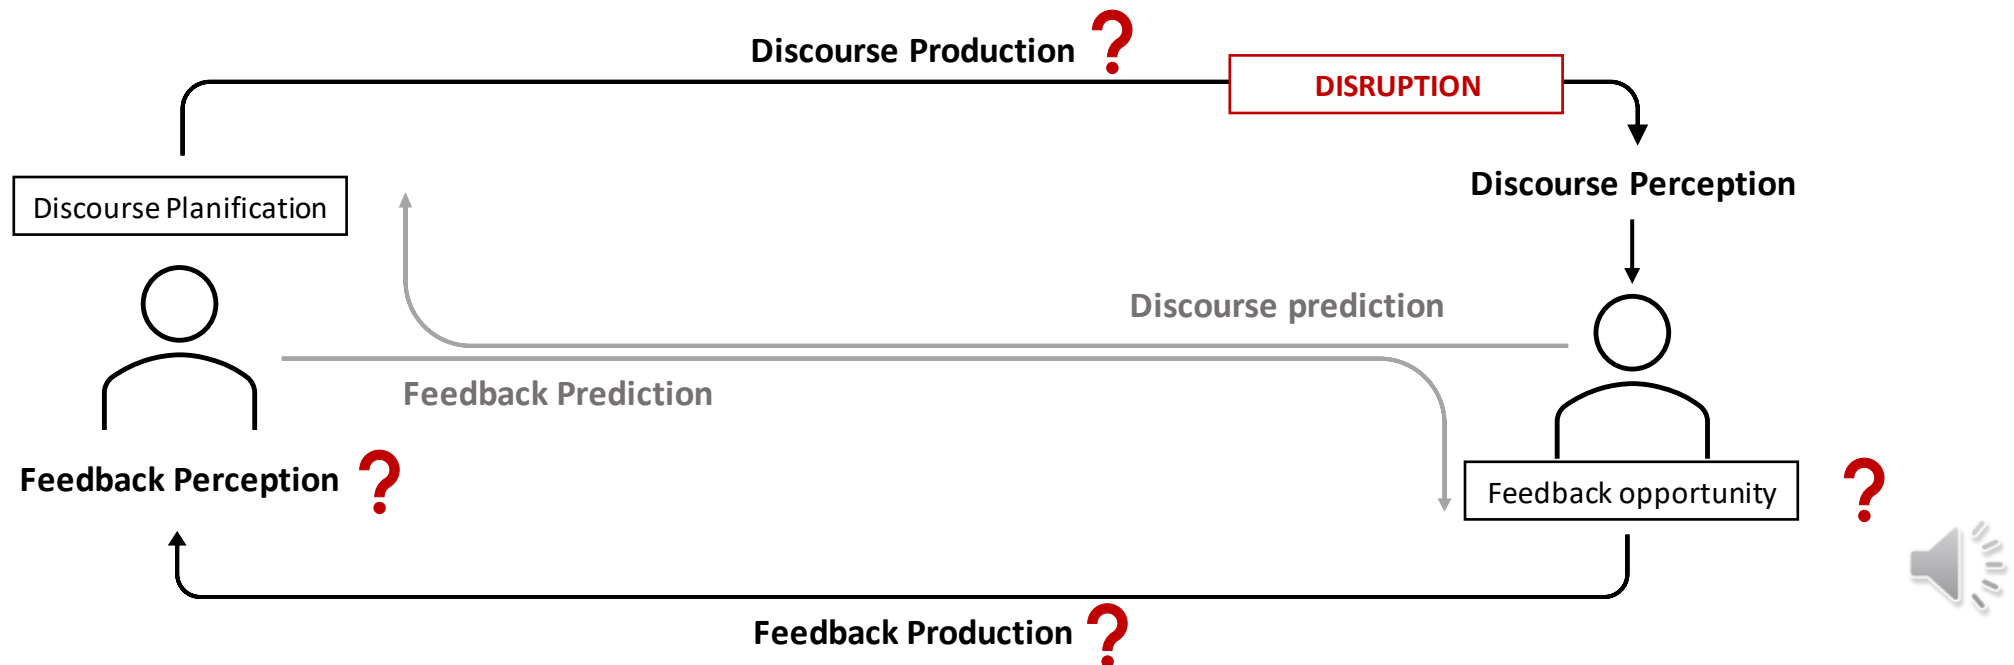 Discourse Production ?
DISRUPTION
Discourse Perception
Discourse Planification
Discourse prediction
Feedback Prediction
Feedback Perception ?
Feedback opportunity ?
Feedback Production ?